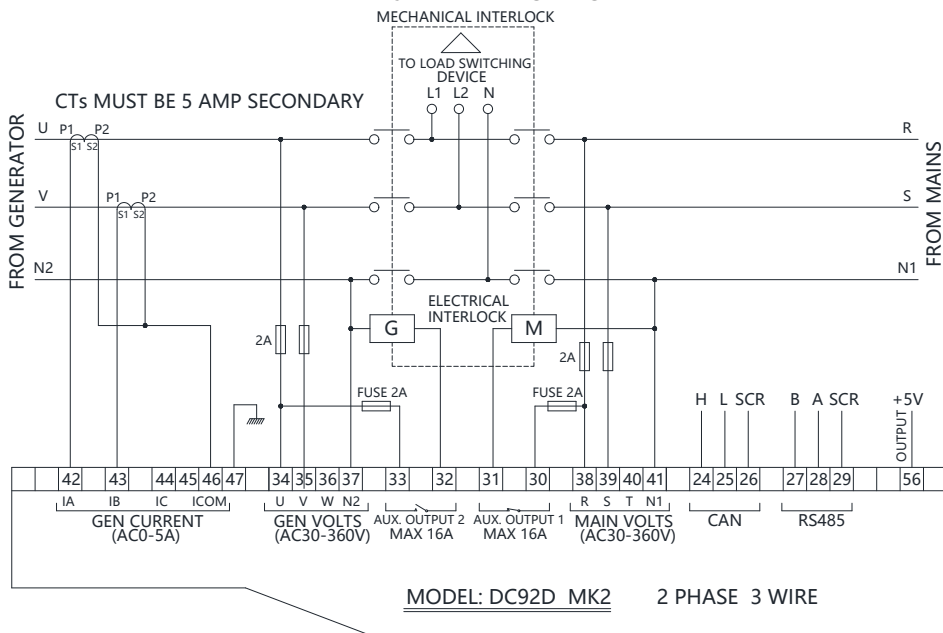 MECHANICAL INTERLOCK
TO LOAD SWITCHING
DEVICE
L1 L2 N
CTs MUST BE 5 AMP SECONDARY
FROM GENERATOR
U P1 P2
S1 S2
V P1 P2
S1 S2
N2
R
S
N1
FROM MAINS
ELECTRICAL
INTERLOCK
G M
2A
2A
FUSE 2A
FUSE 2A
H L SCR B A SCR +5V
OUTPUT
42 43 44 45 46 47 34 35 36 37 33 32 31 30 38 39 40 41 24 25 26 27 28 29 56
IA IB IC ICOM U V W N2 R S T N1
GEN CURRENT
(AC0-5A)
GEN VOLTS
(AC30-360V)
AUX. OUTPUT 2
MAX 16A
AUX. OUTPUT 1
MAX 16A
MAIN VOLTS
(AC30-360V)
CAN
RS485
MODEL: DC92D MK2 2 PHASE 3 WIRE